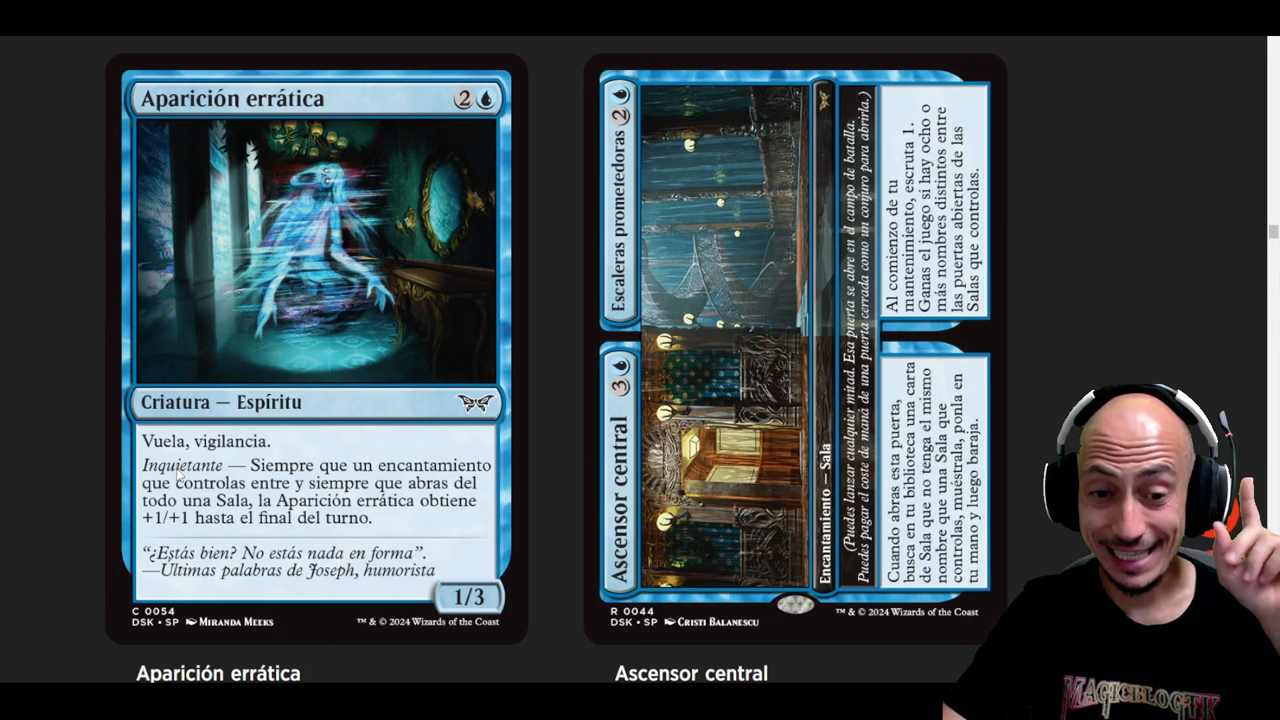 Aparición errática
2
Criatura — Espíritu
Vuela, vigilancia.
Inquietante — Siempre que un encantamiento
que controlas entre y siempre que abras del
todo una Sala, la Aparición errática obtiene
+1/+1 hasta el final del turno.
“¿Estás bien? No estás nada en forma”.
—Últimas palabras de Joseph, humorista
1/3
C 0054
DSK • SP MIRANDA MEEKS
™ & © 2024 Wizards of the Coast
Aparición errática
Ascensor central
3
Cuando abras esta puerta,
busca en tu biblioteca una carta
de Sala que no tenga el mismo
nombre que una Sala que
controlas, muéstrala, ponla en
tu mano y luego baraja.
Escaleras prometedoras
2
Al comienzo de tu
mantenimiento, escruta 1.
Ganas el juego si hay ocho o
más nombres distintos entre
las puertas abiertas de las
Salas que controlas.
Encantamiento — Sala
(Puedes lanzar cualquier mitad. Esa puerta se abre en el campo de batalla.
Puedes pagar el coste de maná de una puerta cerrada como un conjuro para abrirla.)
R 0044
DSK • SP CRISTI BALANESCU
™ & © 2024 Wizards of the Coast
Ascensor central
MAGICBLOGTK